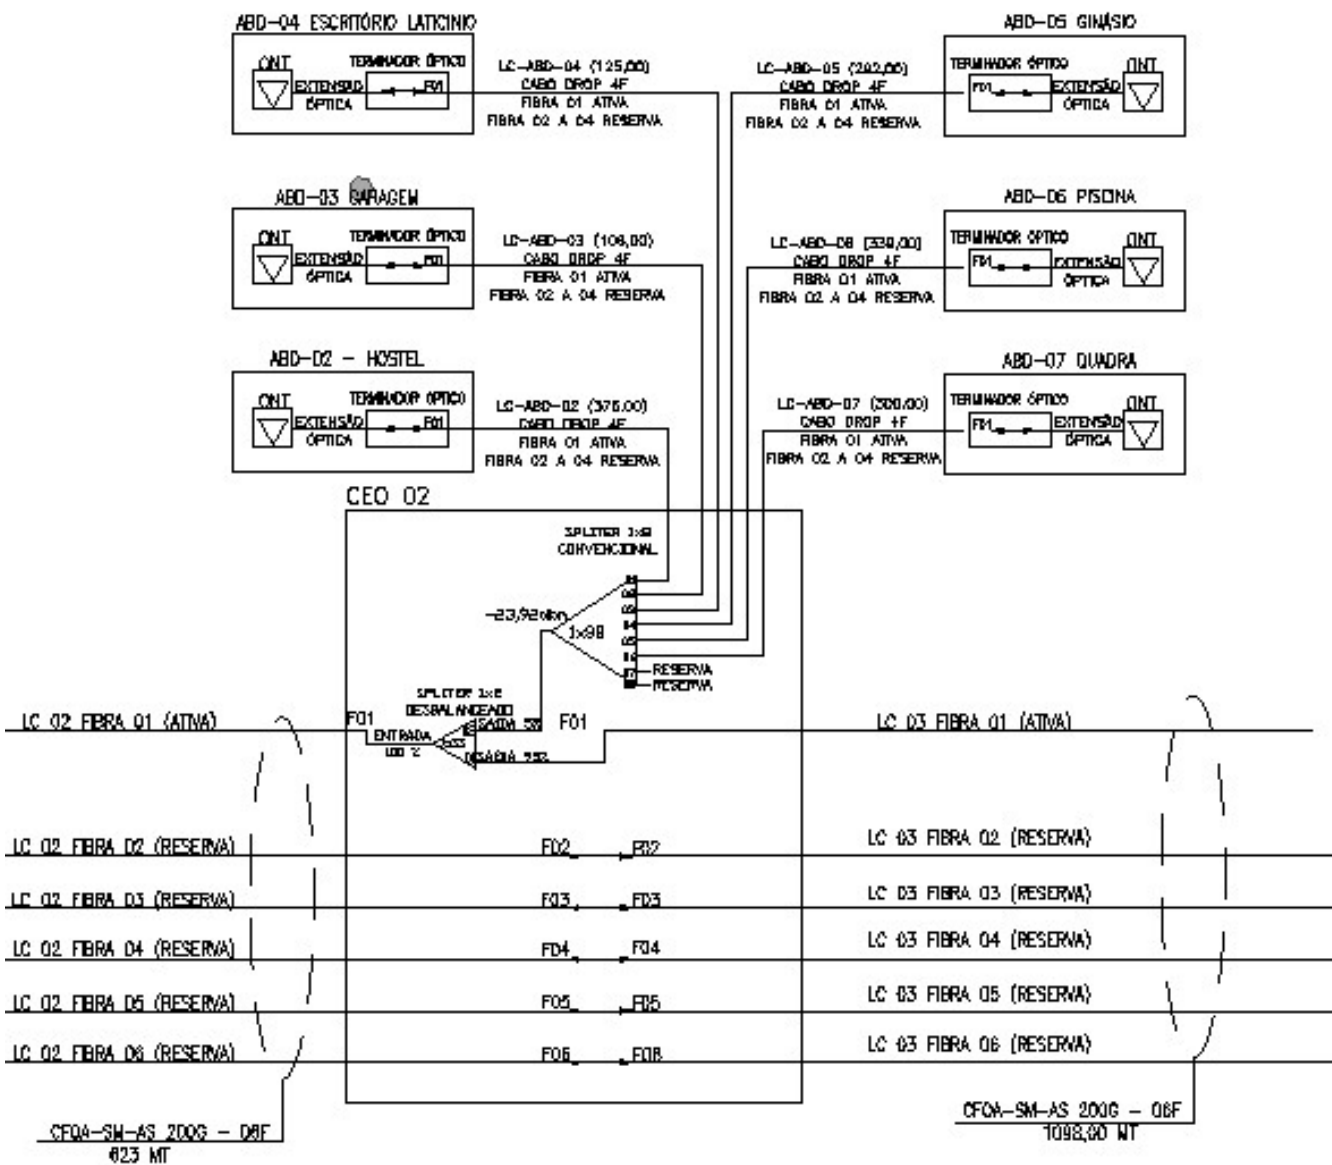 ABD-04 ESCRITÓRIO LATICINIO
ONT
TERMINADOR ÓPTICO
EXTENSÃO
ÓPTICA
F01
LC-ABD-04 (125,00)
CABO DROP 4F
FIBRA 01 ATIVA
FIBRA 02 A 04 RESERVA
ABD-05 GINÁSIO
LC-ABD-05 (292,00)
CABO DROP 4F
FIBRA 01 ATIVA
FIBRA 02 A 04 RESERVA
TERMINADOR ÓPTICO
ONT
F01
EXTENSÃO
ÓPTICA
ABD-03 GARAGEM
ONT
TERMINADOR ÓPTICO
EXTENSÃO
ÓPTICA
F01
LC-ABD-03 (106,00)
CABO DROP 4F
FIBRA 01 ATIVA
FIBRA 02 A 04 RESERVA
ABD-06 PISCINA
LC-ABD-06 (339,00)
CABO DROP 4F
FIBRA 01 ATIVA
FIBRA 02 A 04 RESERVA
TERMINADOR OPTICO
ONT
F01
EXTENSÃO
ÓPTICA
ABD-02 - HOSTEL
ONT
TERMINADOR ÓPTICO
EXTENSÃO
ÓPTICA
F01
LC-ABD-02 (376,00)
CABO DROP 4F
FIBRA 01 ATIVA
FIBRA 02 A 04 RESERVA
ABD-07 QUADRA
LC-ABD-07 (300,00)
CABO DROP 4F
FIBRA 01 ATIVA
FIBRA 02 A 04 RESERVA
TERMINADOR ÓPTICO
ONT
F01
EXTENSÃO
ÓPTICA
CEO 02
SPLITER 1x8
CONVENCIONAL
01
02
03
04
05
06
-23,92dbm
RESERVA
RESERVA
SPLITER 1x2
DESBALANCEADO
LC 02 FIBRA 01 (ATIVA)
F01
ENTRADA
100 %
F01
LC 03 FIBRA 01 (ATIVA)
LC 02 FIBRA 02 (RESERVA)
F02
F02
LC 03 FIBRA 02 (RESERVA)
LC 02 FIBRA 03 (RESERVA)
F03
F03
LC 03 FIBRA 03 (RESERVA)
LC 02 FIBRA 04 (RESERVA)
F04
F04
LC 03 FIBRA 04 (RESERVA)
LC 02 FIBRA 05 (RESERVA)
F05
F05
LC 03 FIBRA 05 (RESERVA)
LC 02 FIBRA 06 (RESERVA)
F06
F06
LC 03 FIBRA 06 (RESERVA)
CFOA-SM-AS 200G - 06F
623 MT
CFOA-SM-AS 200G - 06F
1098,00 MT